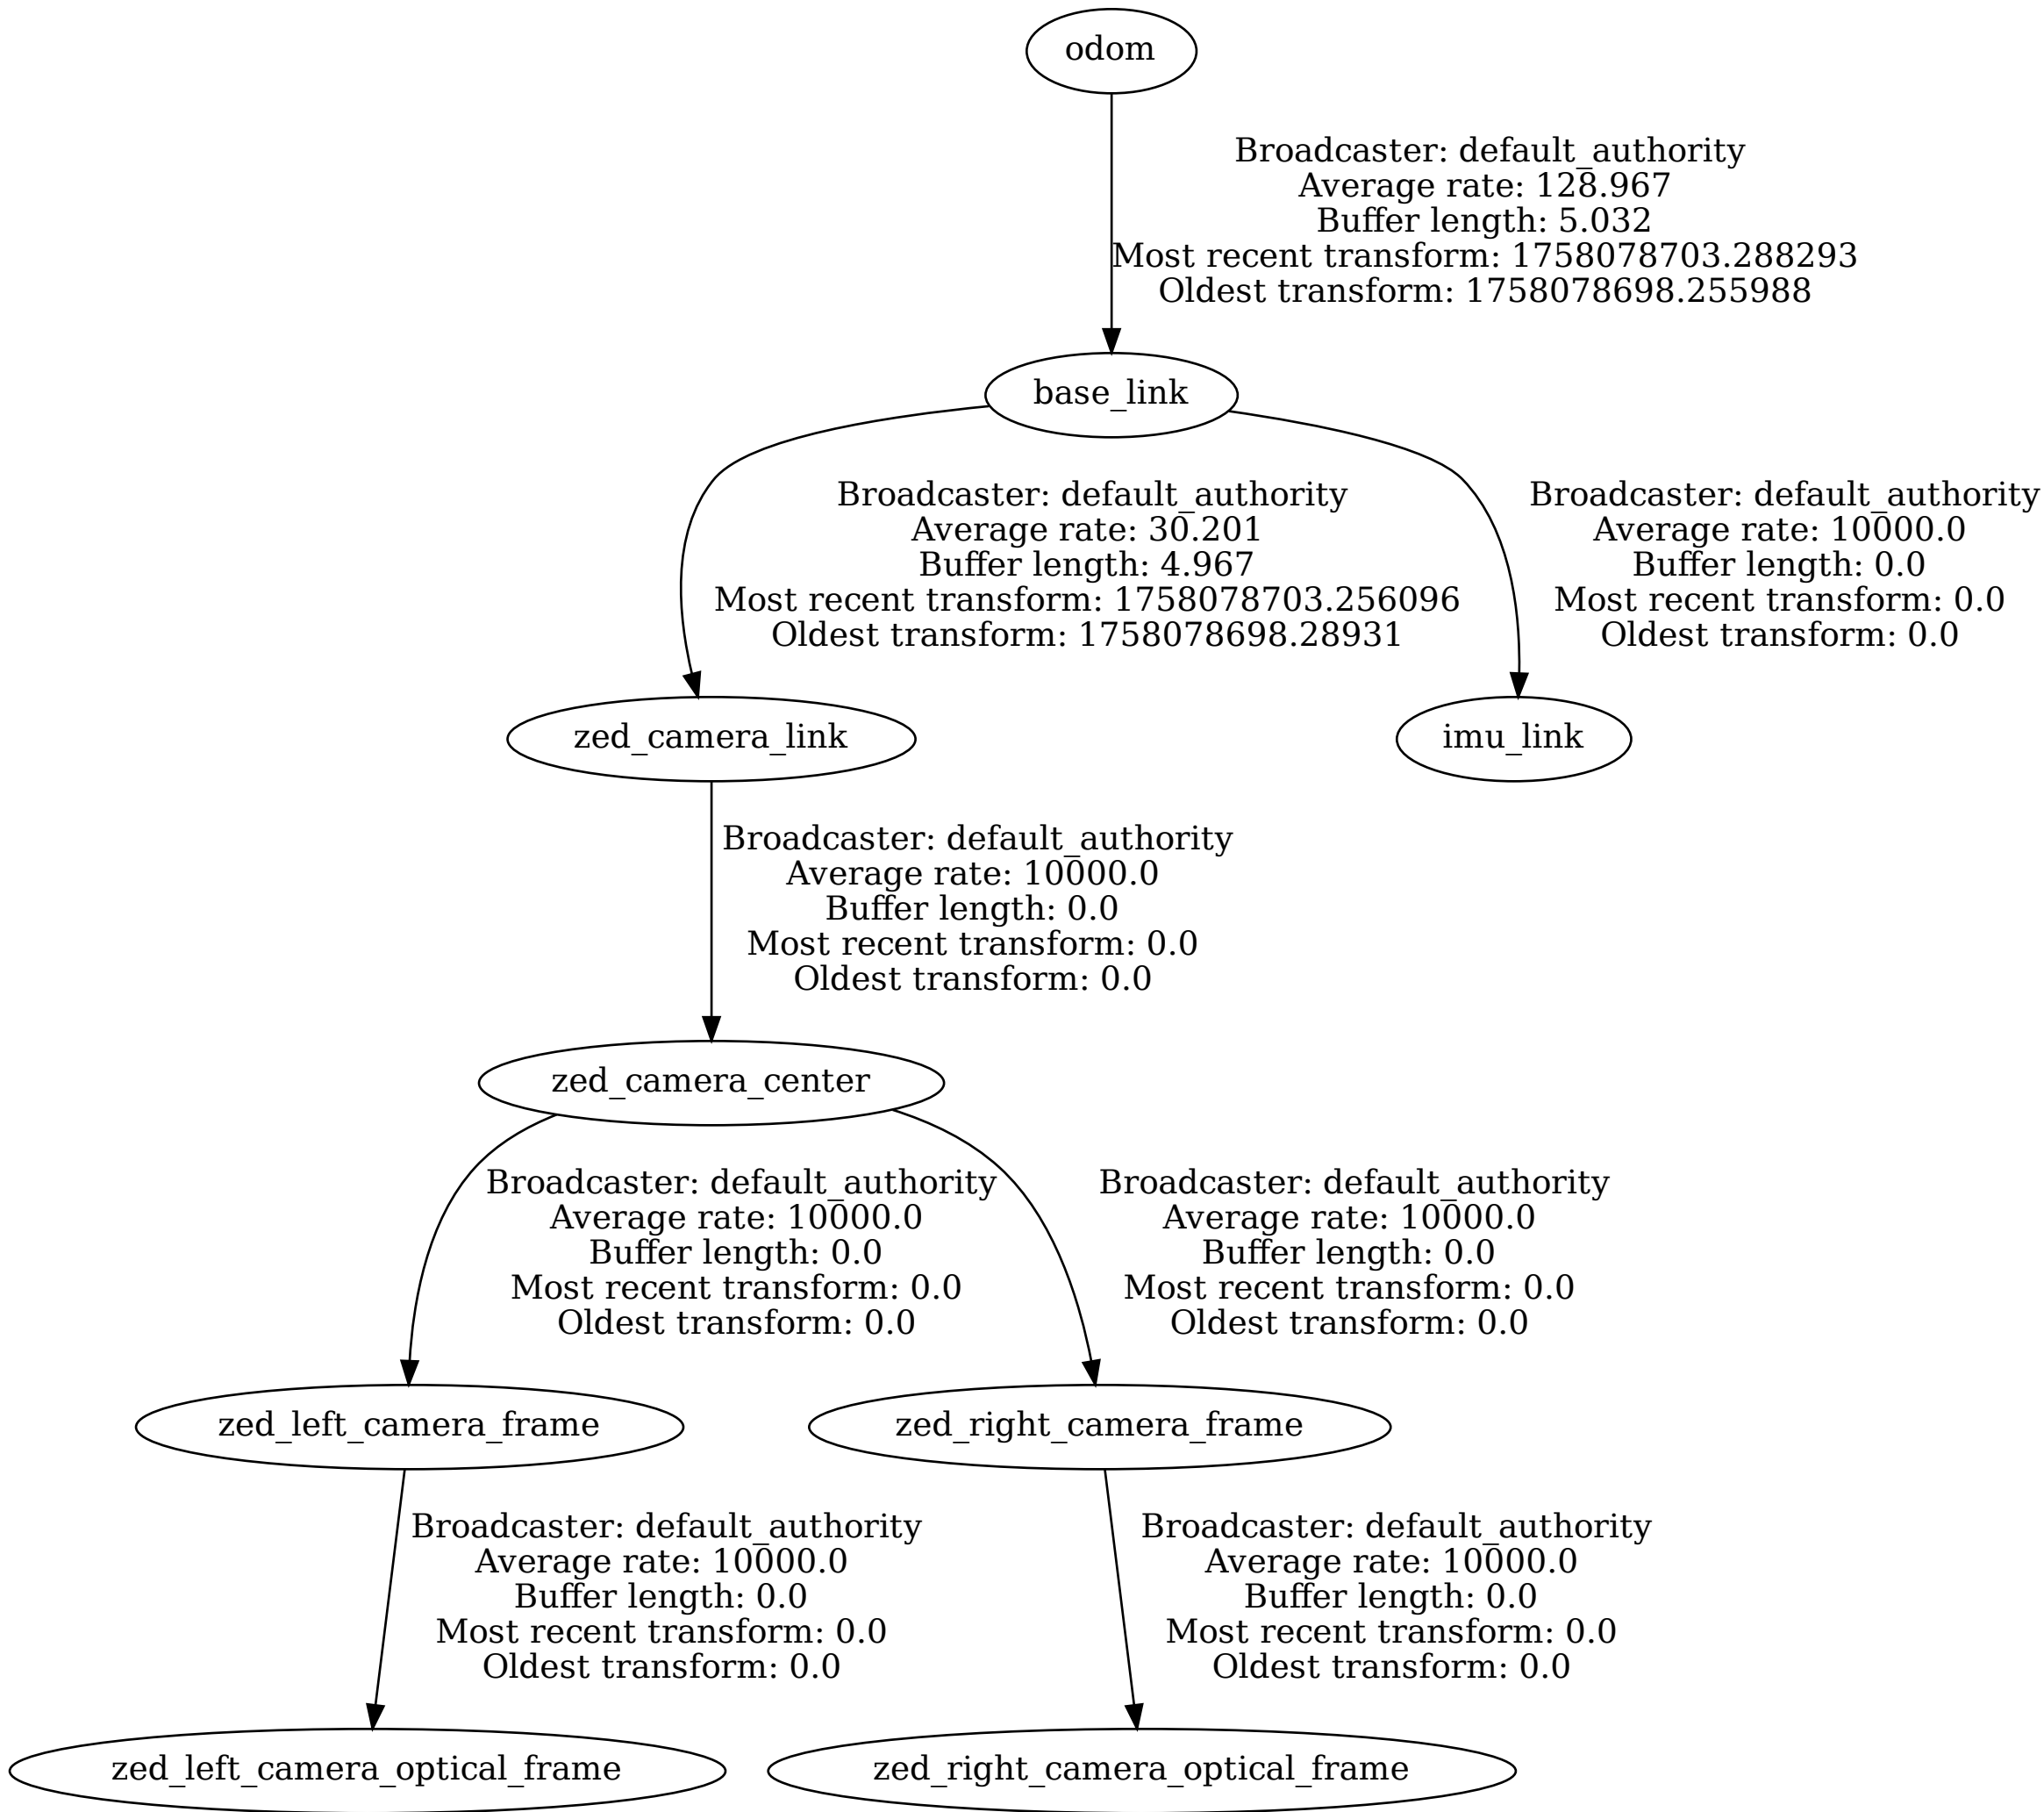 odom
Broadcaster: default_authority
Average rate: 128.967
Buffer length: 5.032
Most recent transform: 1758078703.288293
Oldest transform: 1758078698.255988
base_link
Broadcaster: default_authority
Average rate: 30.201
Buffer length: 4.967
Most recent transform: 1758078703.256096
Oldest transform: 1758078698.28931
Broadcaster: default_authority
Average rate: 10000.0
Buffer length: 0.0
Most recent transform: 0.0
Oldest transform: 0.0
zed_camera_link
imu_link
Broadcaster: default_authority
Average rate: 10000.0
Buffer length: 0.0
Most recent transform: 0.0
Oldest transform: 0.0
zed_camera_center
Broadcaster: default_authority
Average rate: 10000.0
Buffer length: 0.0
Most recent transform: 0.0
Oldest transform: 0.0
Broadcaster: default_authority
Average rate: 10000.0
Buffer length: 0.0
Most recent transform: 0.0
Oldest transform: 0.0
zed_left_camera_frame
zed_right_camera_frame
Broadcaster: default_authority
Average rate: 10000.0
Buffer length: 0.0
Most recent transform: 0.0
Oldest transform: 0.0
Broadcaster: default_authority
Average rate: 10000.0
Buffer length: 0.0
Most recent transform: 0.0
Oldest transform: 0.0
zed_left_camera_optical_frame
zed_right_camera_optical_frame